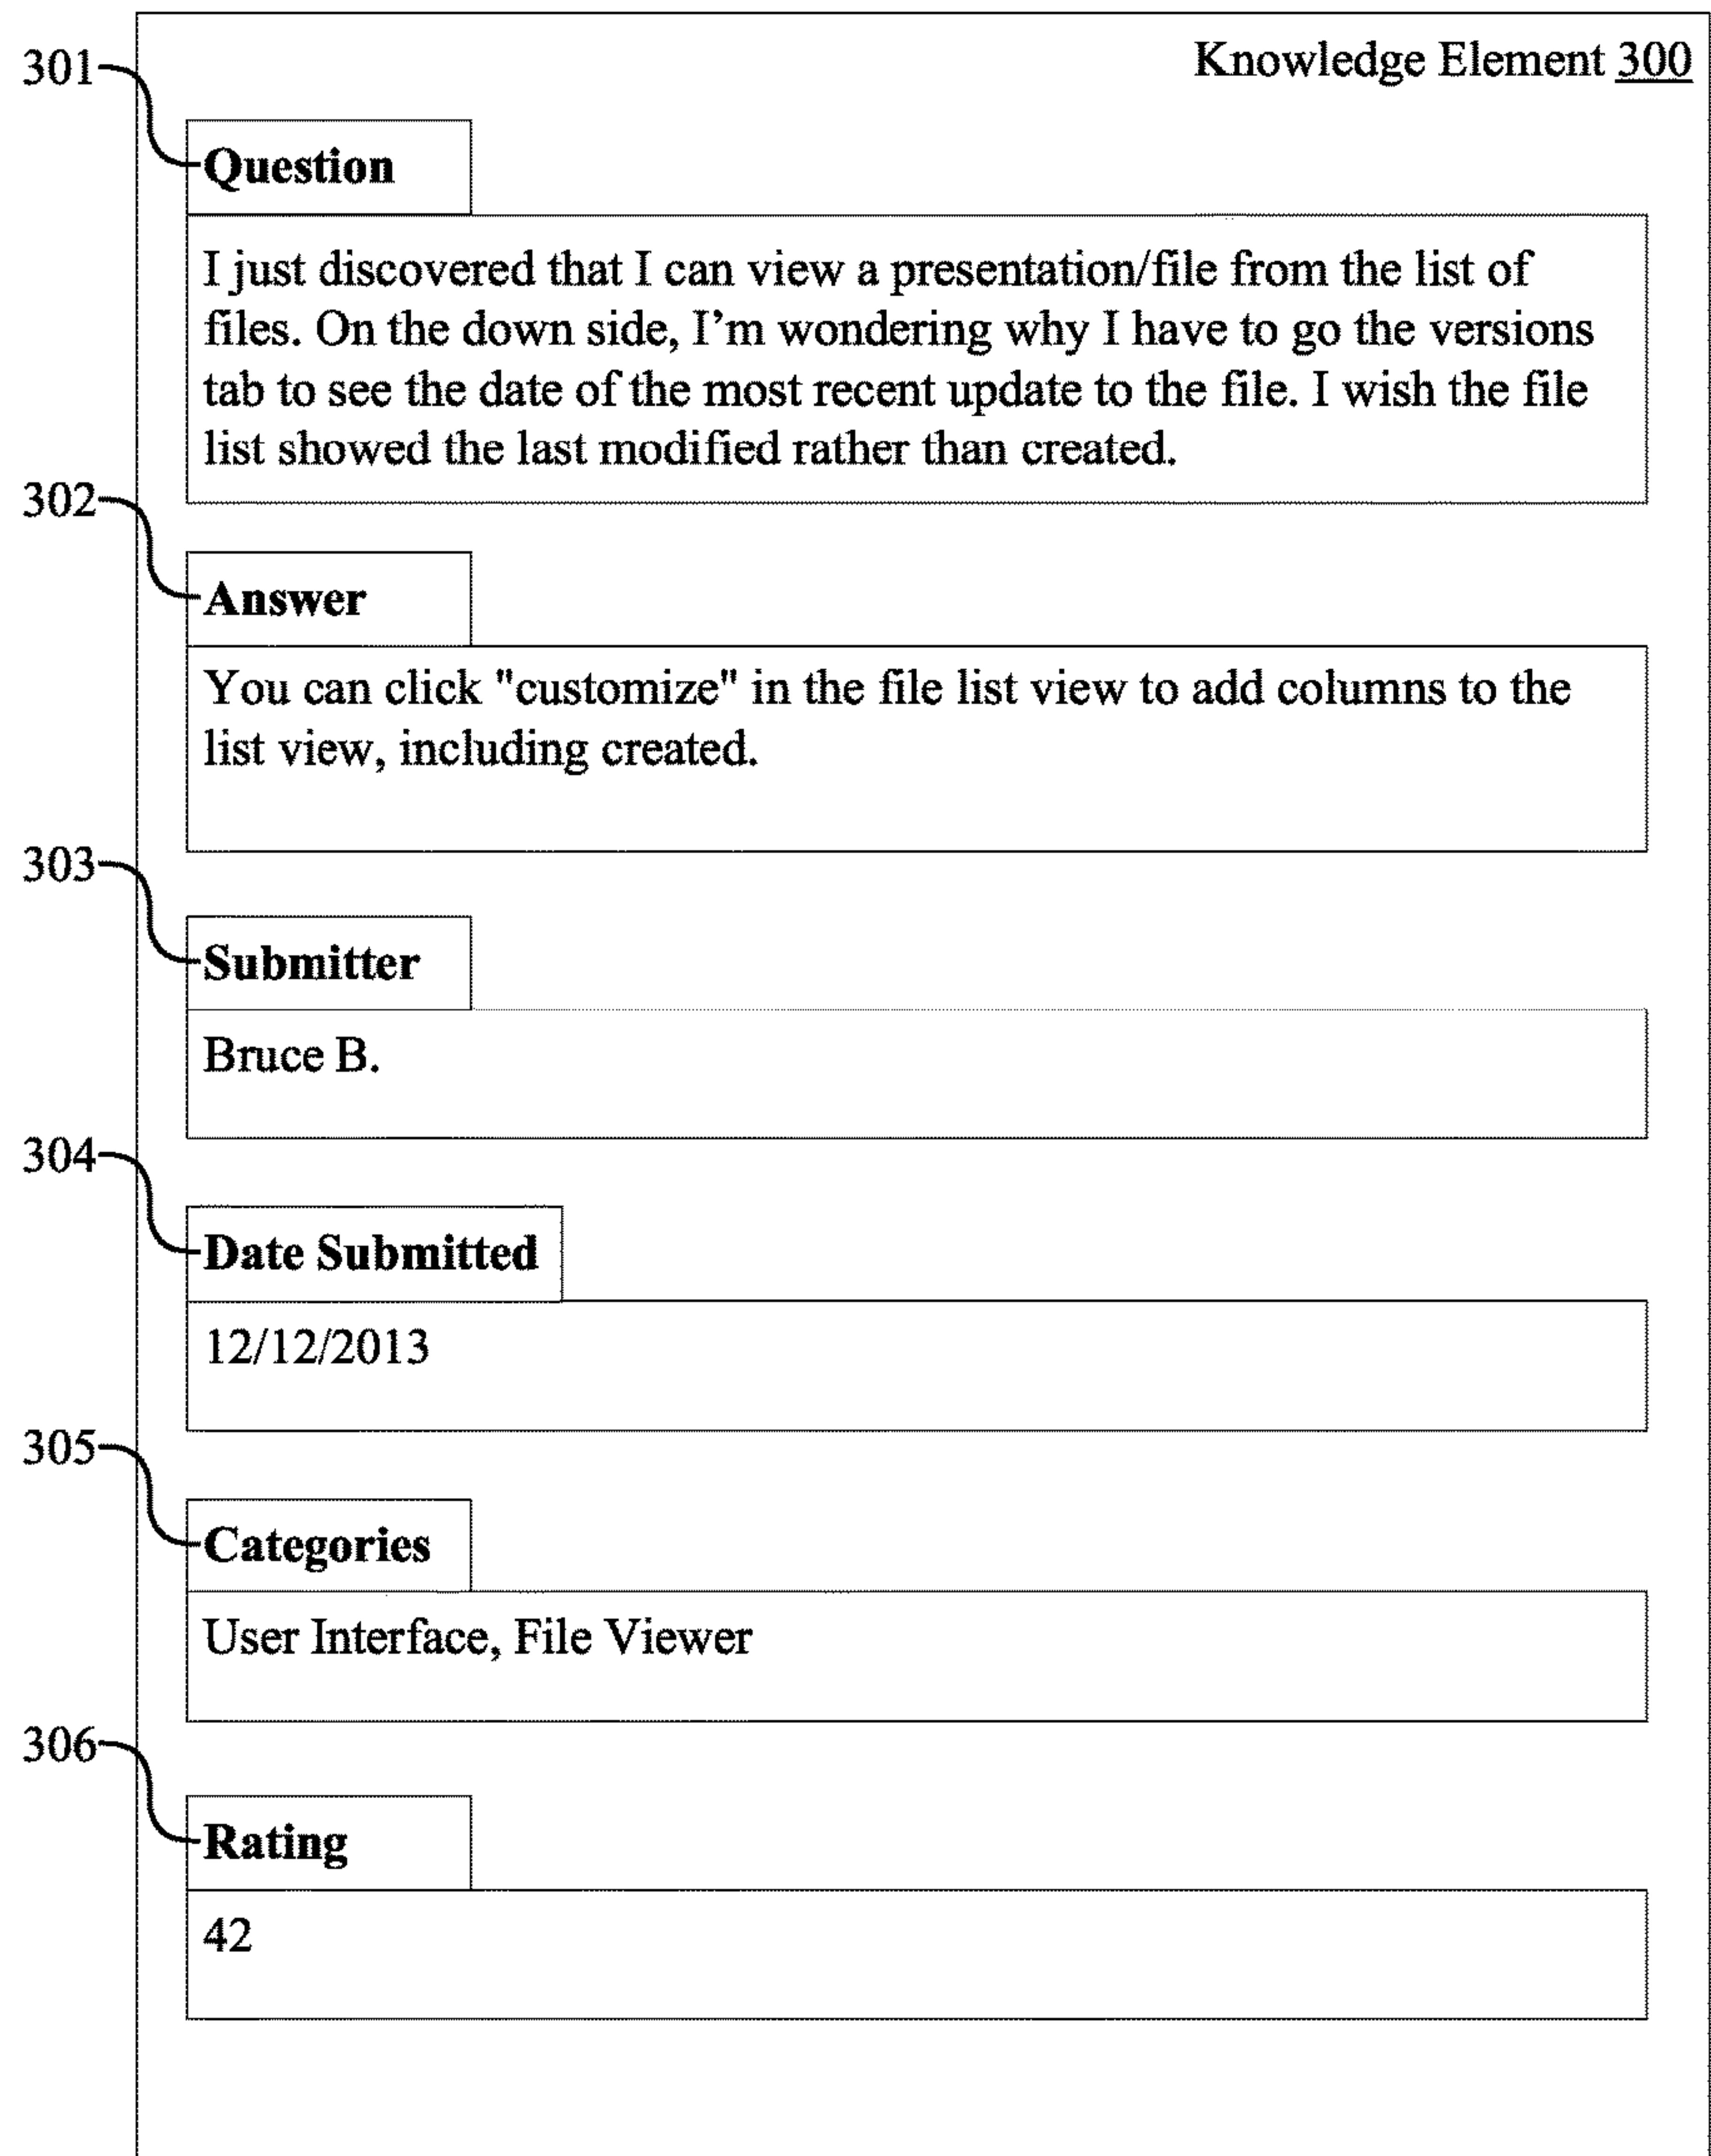 Knowledge Element 300
301
Question
I just discovered that I can view a presentation/file from the list of
files. On the down side, I’m wondering why I have to go the versions
tab to see the date of the most recent update to the file. I wish the file
list showed the last modified rather than created.
302
Answer
You can click "customize" in the file list view to add columns to the
list view, including created.
303
Submitter
Bruce B.
304
Date Submitted
12/12/2013
305
Categories
User Interface, File Viewer
306
Rating
42